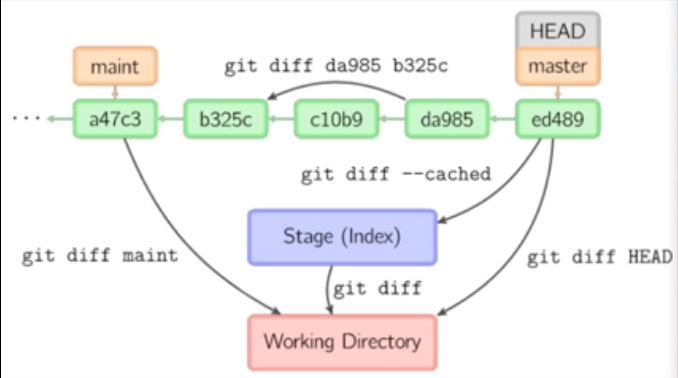 HEAD
maint
git diff da985 b325c
master
...
a47c3
b325c
c10b9
da985
ed489
git diff --cached
Stage (Index)
git diff maint
git diff HEAD
git diff
Working Directory